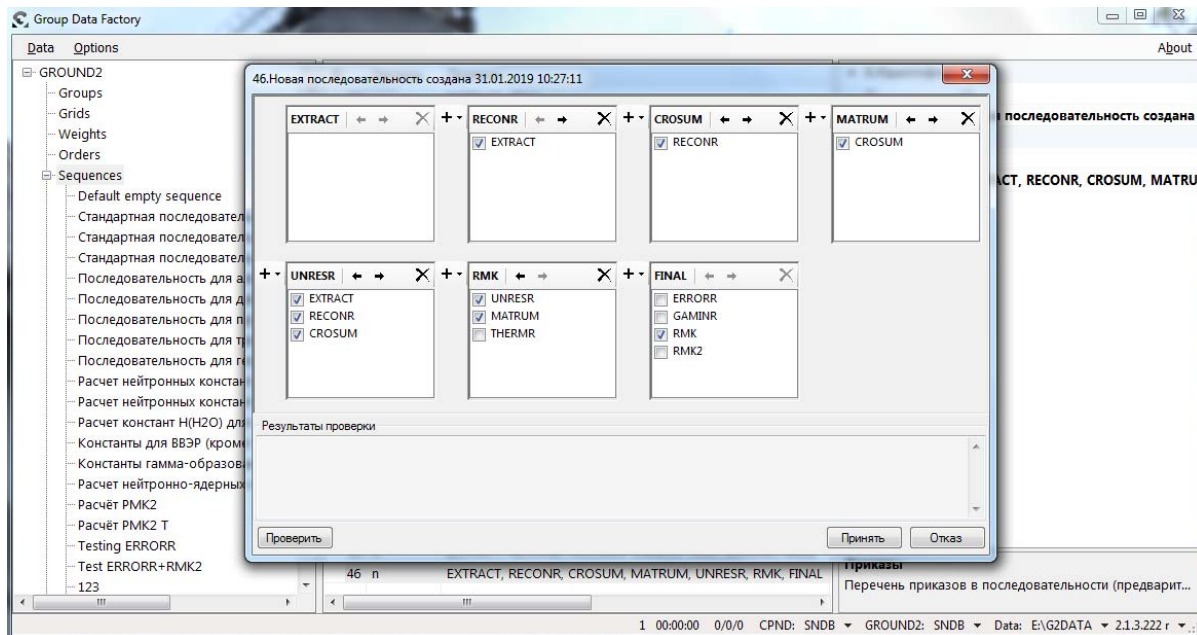 Group Data Factory
Data Options About
GROUND2
Groups
Grids
Weights
Orders
Sequences
Default empty sequence
Стандартная последовател
Стандартная последовател
Стандартная последовател
Последовательность для а
Последовательность для д
Последовательность для п
Последовательность для тр
Последовательность для ге
Расчет нейтронных констан
Расчет нейтронных констан
Расчет констант H(H2O) для
Константы для ВВЭР (кроме
Константы гамма-образов
Расчет нейтронно-ядерных
Расчёт РМК2
Расчёт РМК2 Т
Testing ERRORR
Test ERRORR+RMK2
123
46.Новая последовательность создана 31.01.2019 10:27:11
EXTRACT
RECONR
EXTRACT
CROSUM
RECONR
MATRUM
CROSUM
UNRESR
EXTRACT
RECONR
CROSUM
RMK
UNRESR
MATRUM
THERMR
FINAL
ERRORR
GAMINR
RMK
RMK2
Результаты проверки
Проверить Принять Отказ
последовательность создана
ACT, RECONR, CROSUM, MATRU
46 n EXTRACT, RECONR, CROSUM, MATRUM, UNRESR, RMK, FINAL
Приказы
Перечень приказов в последовательности (предварит...
1 00:00:00 0/0/0 CPND: SNDB GROUND2: SNDB Data: E:\G2DATA 2.1.3.222 r